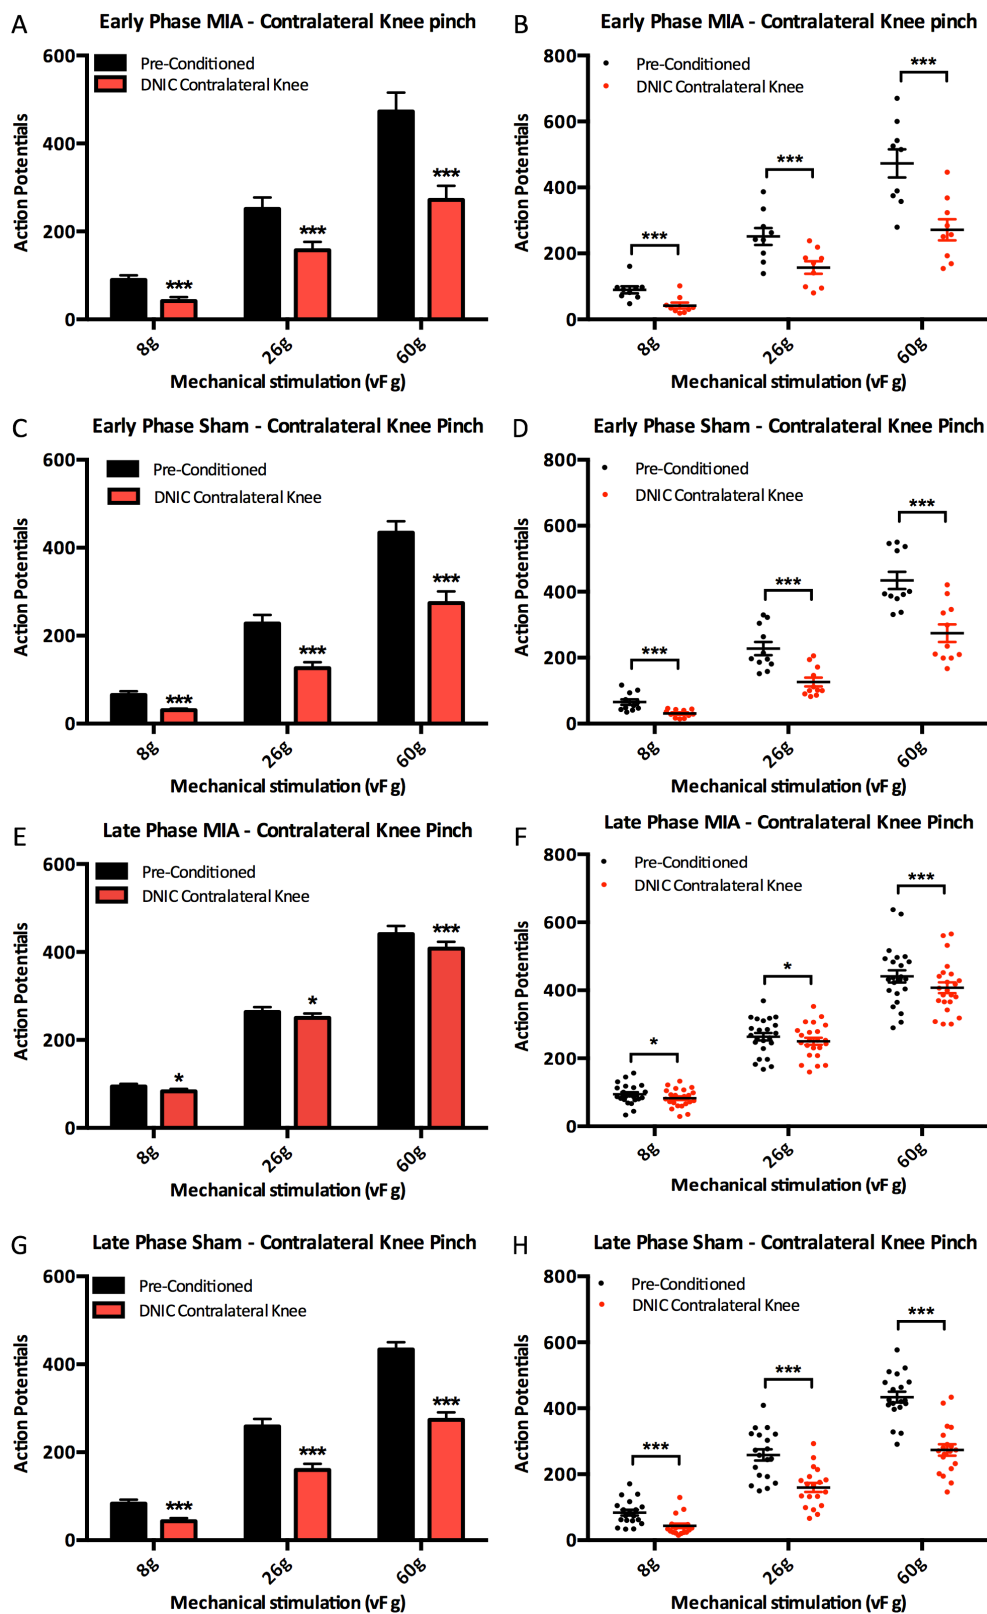 A
Early Phase MIA - Contralateral Knee pinch
600
400
200
0
Action Potentials
Pre-Conditioned
DNIC Contralateral Knee
***
***
***
8g
26g
60g
Mechanical stimulation (vF g)
B
Early Phase MIA - Contralateral Knee pinch
800
600
400
200
0
Action Potentials
Pre-Conditioned
DNIC Contralateral Knee
***
***
***
8g
26g
60g
Mechanical stimulation (vF g)
C
Early Phase Sham - Contralateral Knee Pinch
600
400
200
0
Action Potentials
Pre-Conditioned
DNIC Contralateral Knee
***
***
***
8g
26g
60g
Mechanical stimulation (vF g)
D
Early Phase Sham - Contralateral Knee Pinch
800
600
400
200
0
Action Potentials
Pre-Conditioned
DNIC Contralateral Knee
***
***
***
8g
26g
60g
Mechanical stimulation (vF g)
E
Late Phase MIA - Contralateral Knee Pinch
600
400
200
0
Action Potentials
Pre-Conditioned
DNIC Contralateral Knee
*
*
***
8g
26g
60g
Mechanical stimulation (vF g)
F
Late Phase MIA - Contralateral Knee Pinch
800
600
400
200
0
Action Potentials
Pre-Conditioned
DNIC Contralateral Knee
*
*
***
8g
26g
60g
Mechanical stimulation (vF g)
G
Late Phase Sham - Contralateral Knee Pinch
600
400
200
0
Action Potentials
Pre-Conditioned
DNIC Contralateral Knee
***
***
***
8g
26g
60g
Mechanical stimulation (vF g)
H
Late Phase Sham - Contralateral Knee Pinch
800
600
400
200
0
Action Potentials
Pre-Conditioned
DNIC Contralateral Knee
***
***
***
8g
26g
60g
Mechanical stimulation (vF g)